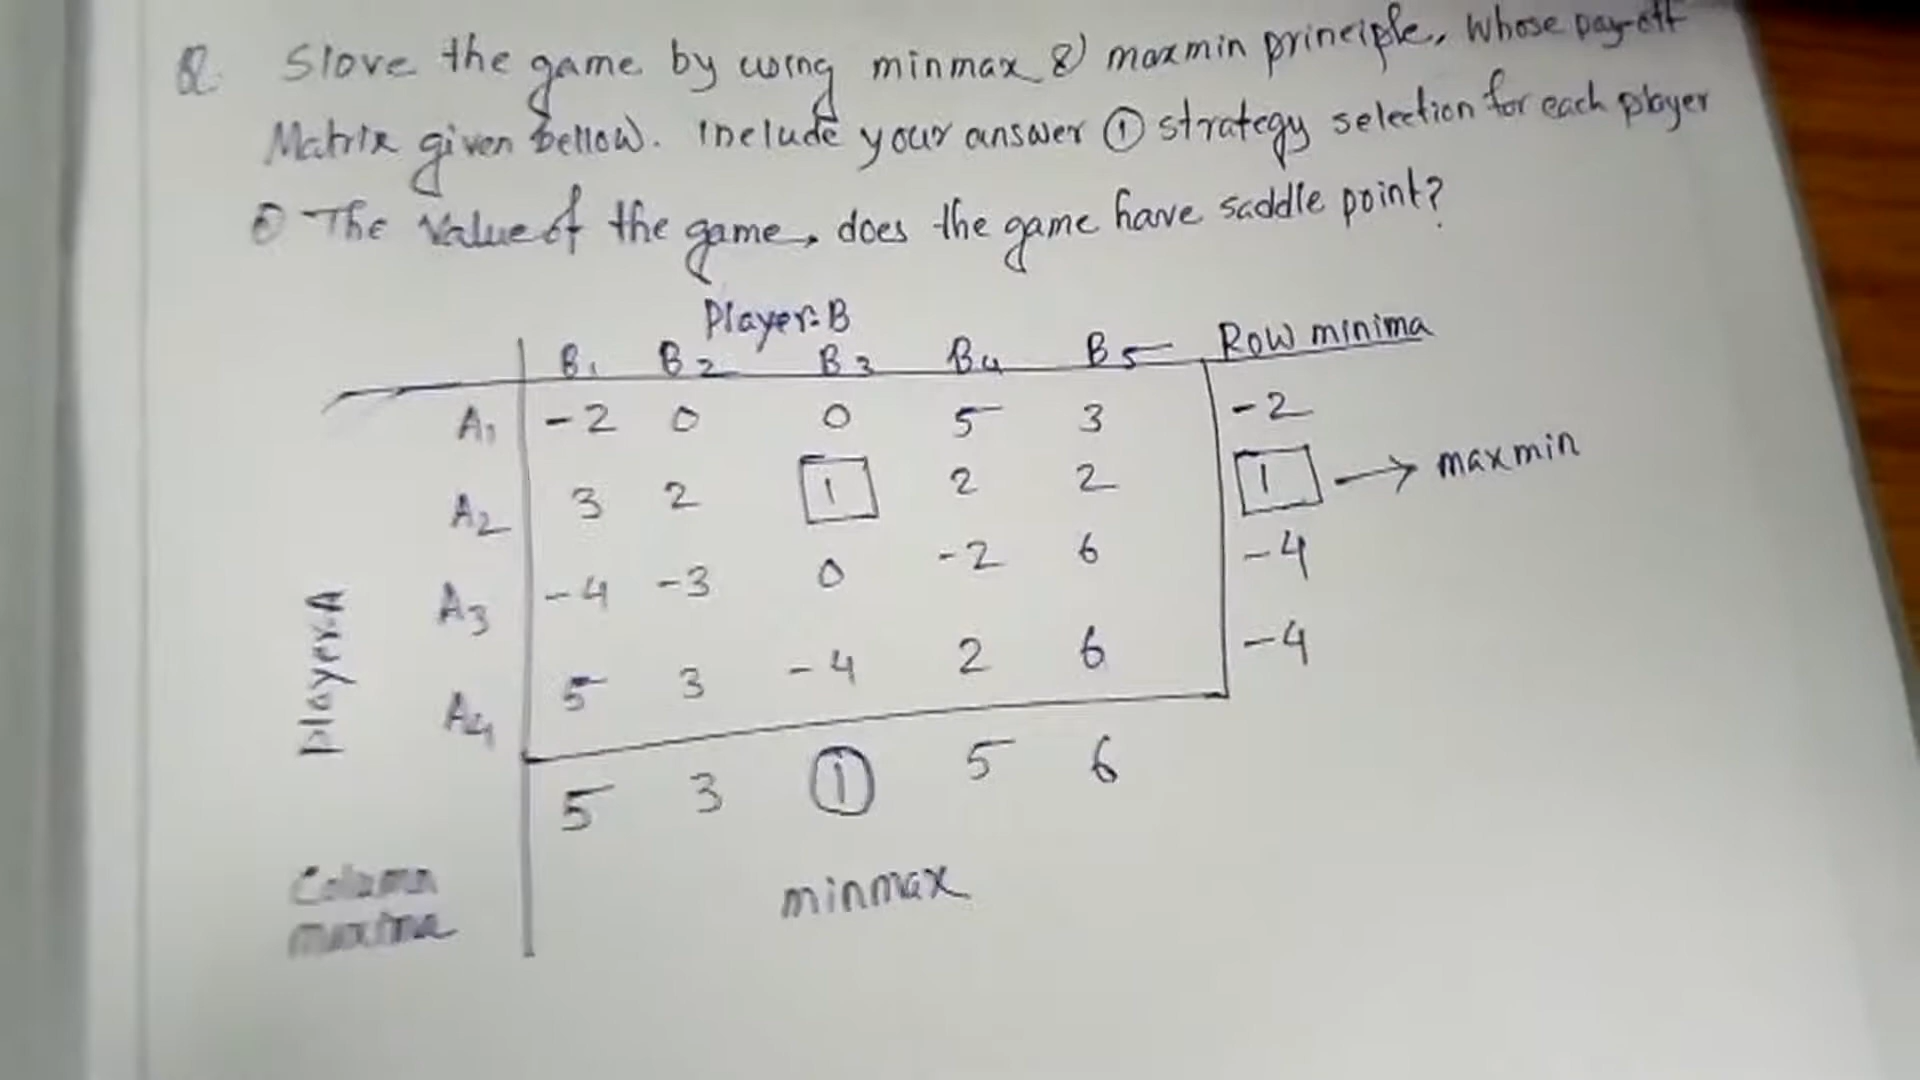 Q. Slove the game by using minmax & maxmin principle, whose pay-off
Matrix given bellow. Include your answer ① strategy selection for each player
The Value of the game, does the game have saddle point?
Player:B
B1 B2 B3 B4 B5 Row minima
A1 -2 0 0 5 3 -2
A2 3 2 1 2 2 1 → maxmin
A3 -4 -3 0 -2 6 -4
A4 5 3 -4 2 6 -4
player:A
5 3 1 5 6
Column
maxima
minmax